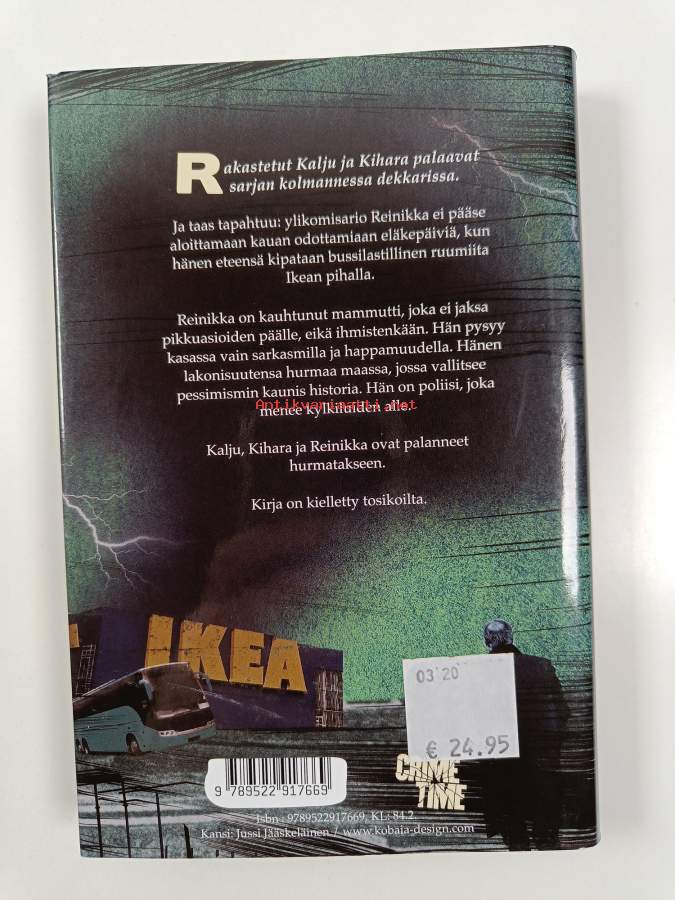 Rakastetut Kalju ja Kihara palaavat
sarjan kolmannessa dekkarissa.
Ja taas tapahtuu: ylikomisario Reinikka ei pääse
aloittamaan kauan odottamiaan eläkepäiviä, kun
hänen eteensä kipataan bussilastillinen ruumiita
Ikean pihalla.
Reinikka on kauhtunut mammutti, joka ei jaksa
pikkuasioiden päälle, eikä ihmistenkään. Hän pysyy
kasassa vain sarkasmilla ja happamuudella. Hänen
lakonisuutensa hurmaa maassa, jossa vallitsee
pessimismin kaunis historia. Hän on poliisi, joka
Antikvariaatti.net
menee kylkiluiden alle.
Kalju, Kihara ja Reinikka ovat palanneet
hurmatakseen.
Kirja on kielletty tosikoilta.
IKEA
03'20
€ 24.95
CRIME
TIME
9 789522 917669
Isbn : 9789522917669, KL: 84.2
Kansi: Jussi Jääskeläinen / www.kobaia-design.com